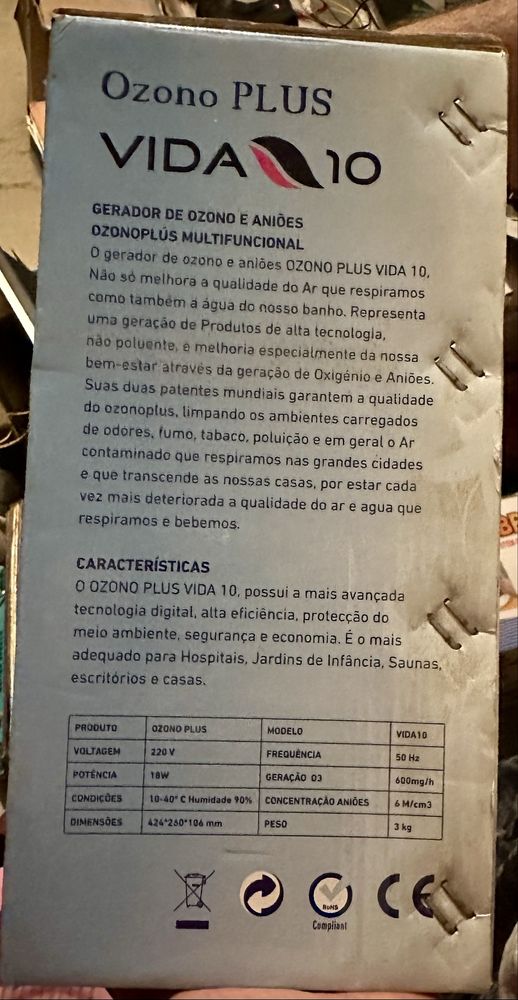 Ozono PLUS
VIDA 10
GERADOR DE OZONO E ANIÕES
OZONOPLÚS MULTIFUNCIONAL
O gerador de ozono e aniões OZONO PLUS VIDA 10,
Não só melhora a qualidade do Ar que respiramos
como também á água do nosso banho. Representa
uma geração de Produtos de alta tecnologia,
não poluente, e melhoria especialmente da nossa
bem-estar através da geração de Oxigénio e Aniões.
Suas duas patentes mundiais garantem a qualidade
do ozonoplus, limpando os ambientes carregados
de odores, fumo, tabaco, poluição e em geral o Ar
contaminado que respiramos nas grandes cidades
e que transcende as nossas casas, por estar cada
vez mais deteriorada a qualidade do ar e agua que
respiramos e bebemos.
CARACTERÍSTICAS
O OZONO PLUS VIDA 10, possui a mais avançada
tecnologia digital, alta eficiência, protecção do
meio ambiente, segurança e economia. É o mais
adequado para Hospitais, Jardins de Infância, Saunas,
escritórios e casas.
PRODUTO OZONO PLUS MODELO VIDA10
VOLTAGEM 220 V FREQUÊNCIA 50 Hz
POTÊNCIA 18W GERAÇÃO O3 600mg/h
CONDIÇÕES 10-40° C Humidade 90% CONCENTRAÇÃO ANIÕES 6 M/cm3
DIMENSÕES 424*260*106 mm PESO 3 kg
RoHS
Compliant
CE